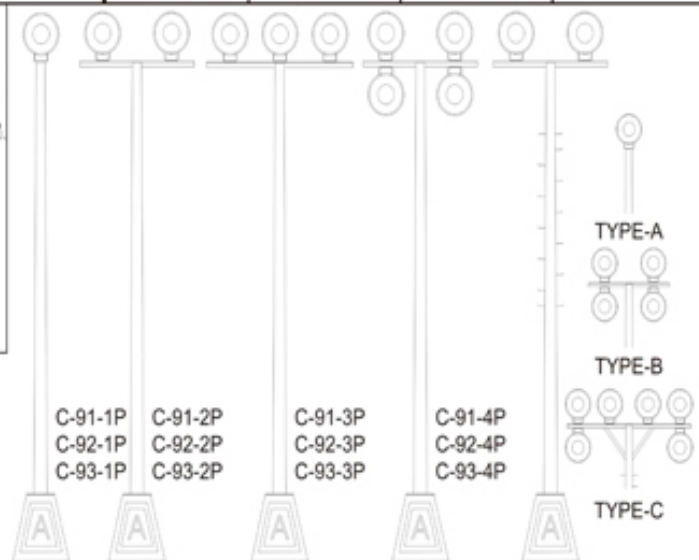 TYPE-A
TYPE-B
C-91-1P C-91-2P C-91-3P C-91-4P
C-92-1P C-92-2P C-92-3P C-92-4P
C-93-1P C-93-2P C-93-3P C-93-4P
TYPE-C
A A A A A